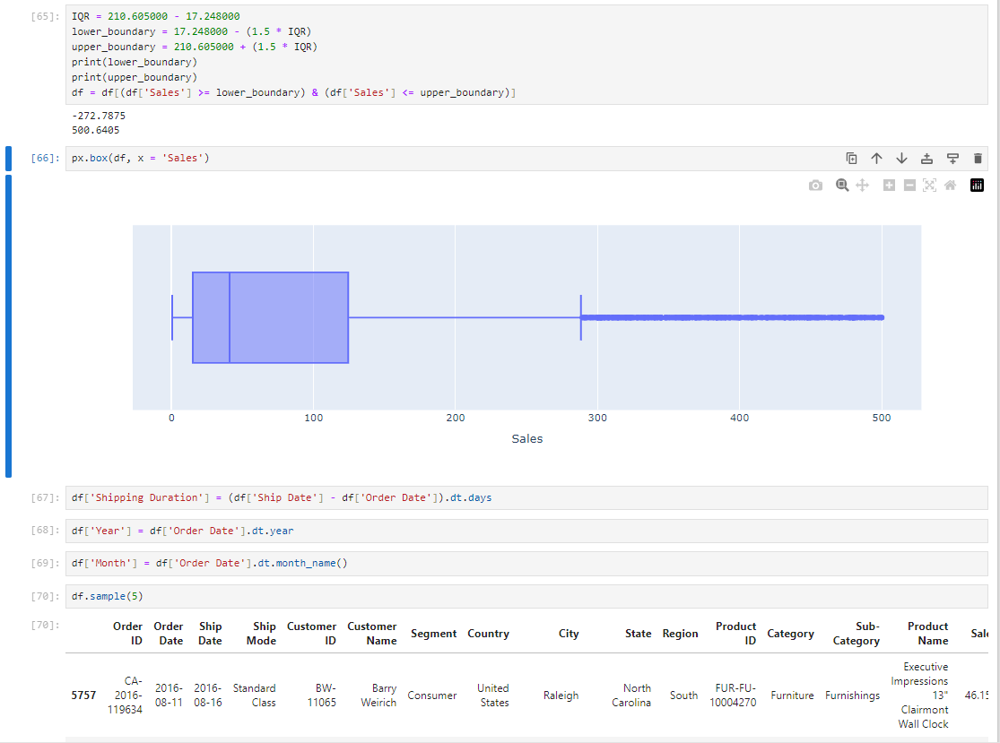 [65]: IQR = 210.605000 - 17.248000
lower_boundary = 17.248000 - (1.5 * IQR)
upper_boundary = 210.605000 + (1.5 * IQR)
print(lower_boundary)
print(upper_boundary)
df = df[(df['Sales'] >= lower_boundary) & (df['Sales'] <= upper_boundary)]
-272.7875
500.6405
[66]: px.box(df, x = 'Sales')
0 100 200 300 400 500
Sales
[67]: df['Shipping Duration'] = (df['Ship Date'] - df['Order Date']).dt.days
[68]: df['Year'] = df['Order Date'].dt.year
[69]: df['Month'] = df['Order Date'].dt.month_name()
[70]: df.sample(5)
[70]:
Order Order Ship Ship Customer Customer Segment Country City State Region Product Category Sub- Product Sale
ID Date Date Mode ID Name ID Category Name
Executive
CA- United North Impressions
5757 2016- 2016- 2016- Standard BW- Barry Consumer States Raleigh Carolina South FUR-FU- Furniture Furnishings 13" 46.15
119634 08-11 08-16 Class 11065 Weirich 10004270 Clairmont
Wall Clock